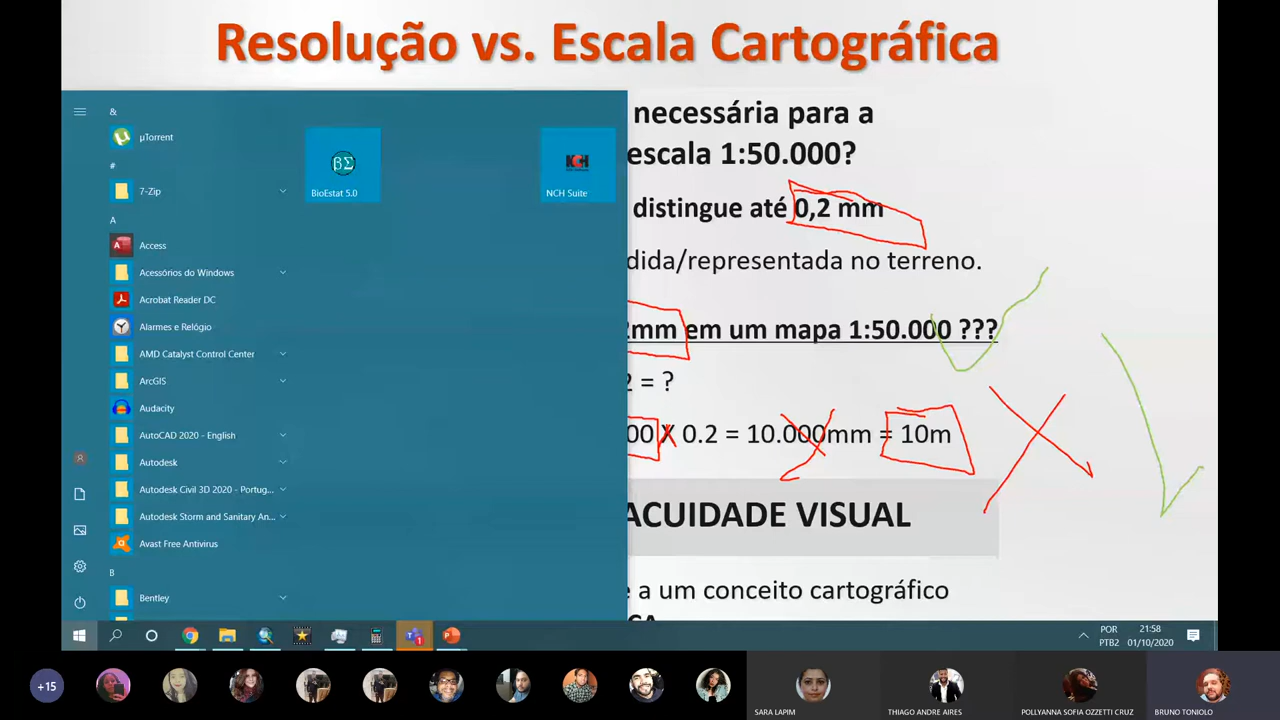 Resolução vs. Escala Cartográfica
necessária para a
escala 1:50.000?
distingue até 0,2 mm
dida/representada no terreno.
2mm em um mapa 1:50.000 ???
2 = ?
00 X 0.2 = 10.000mm = 10m
ACUIDADE VISUAL
e a um conceito cartográfico
&
µTorrent
#
7-Zip
A
Access
Acessórios do Windows
Acrobat Reader DC
Alarmes e Relógio
AMD Catalyst Control Center
ArcGIS
Audacity
AutoCAD 2020 - English
Autodesk
Autodesk Civil 3D 2020 - Portug...
Autodesk Storm and Sanitary An...
Avast Free Antivirus
B
Bentley
βΣ
BioEstat 5.0
NCH
NCH Suite
POR
PTB2
21:58
01/10/2020
+15
SARA LAPIM
THIAGO ANDRE AIRES
POLLYANNA SOFIA OZZETTI CRUZ
BRUNO TONIOLO